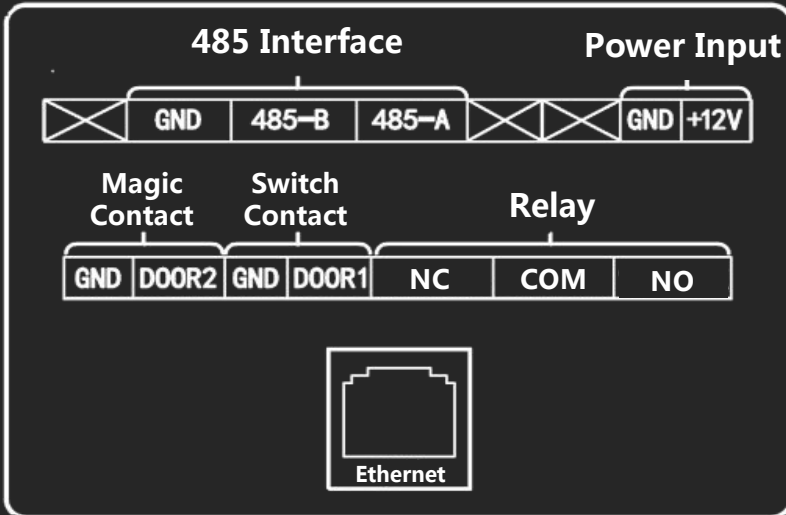 485 Interface Power Input
GND 485-B 485-A GND +12V
Magic Switch
Contact Contact Relay
GND DOOR2 GND DOOR1 NC COM NO
Ethernet